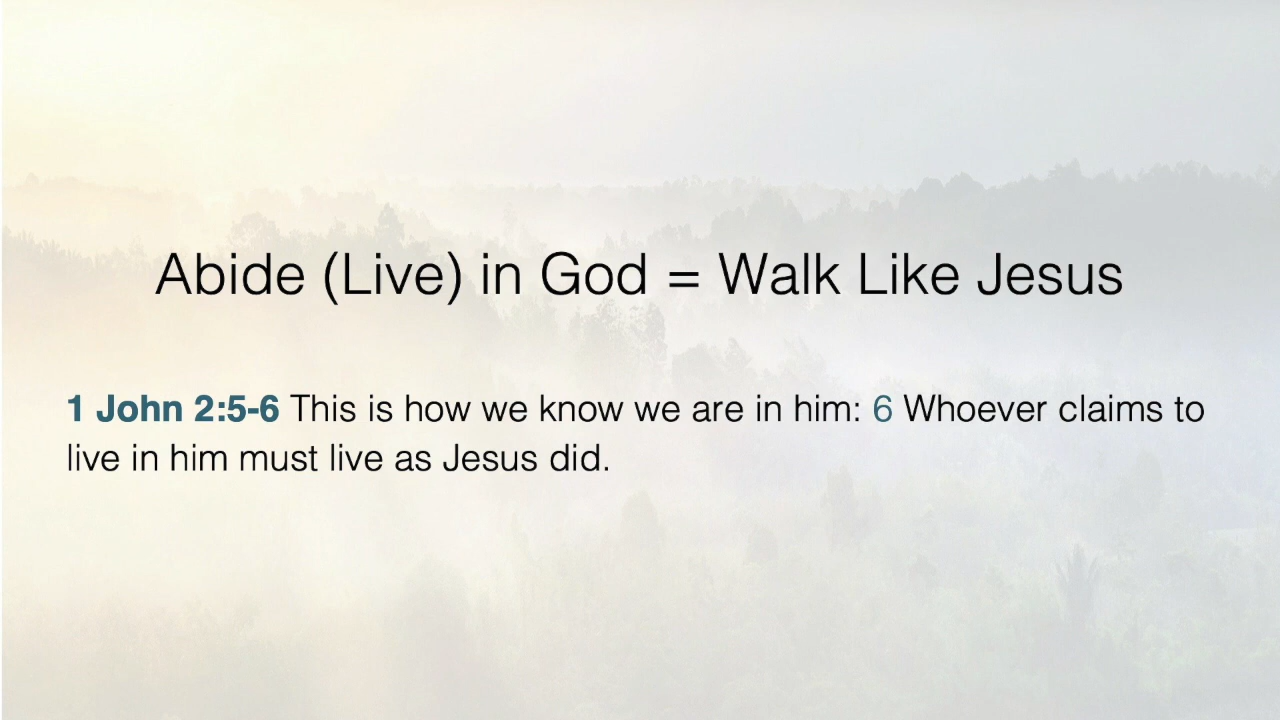 Abide (Live) in God = Walk Like Jesus
1 John 2:5-6 This is how we know we are in him: 6 Whoever claims to
live in him must live as Jesus did.